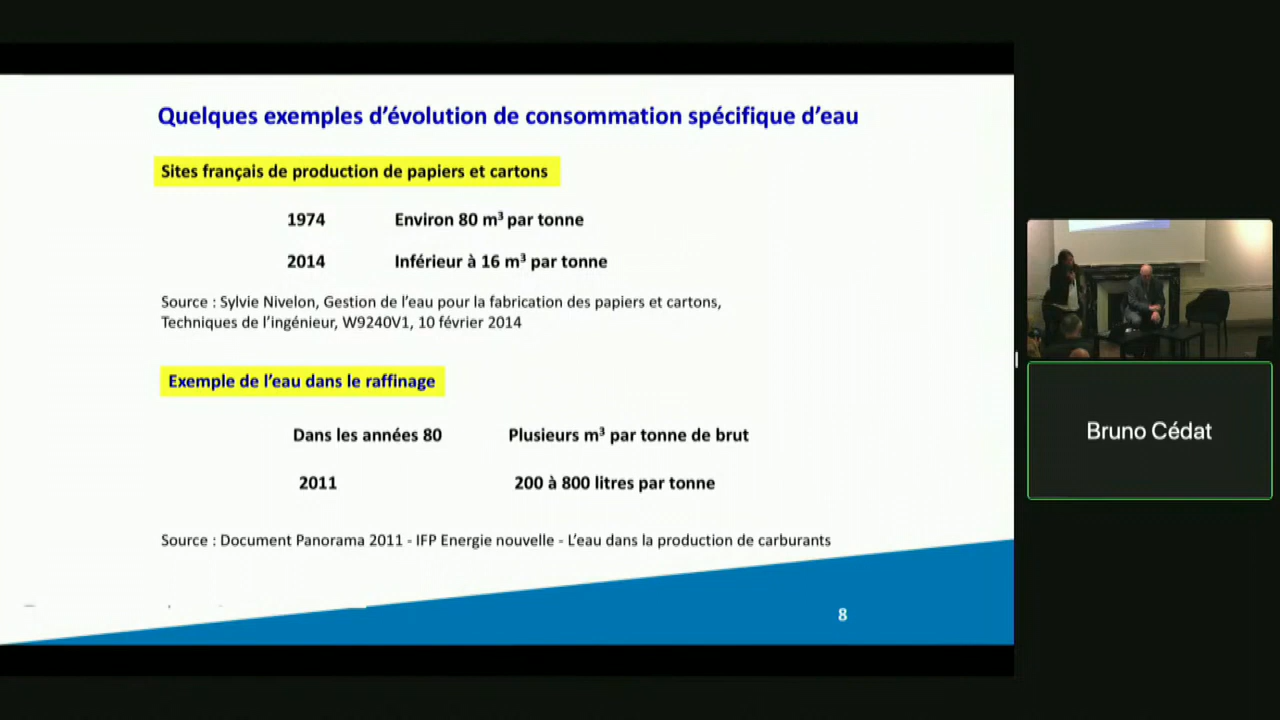 Quelques exemples d'évolution de consommation spécifique d'eau
Sites français de production de papiers et cartons
1974 Environ 80 m³ par tonne
2014 Inférieur à 16 m³ par tonne
Source : Sylvie Nivelon, Gestion de l'eau pour la fabrication des papiers et cartons,
Techniques de l'ingénieur, W9240V1, 10 février 2014
Exemple de l'eau dans le raffinage
Dans les années 80 Plusieurs m³ par tonne de brut
2011 200 à 800 litres par tonne
Source : Document Panorama 2011 - IFP Energie nouvelle - L'eau dans la production de carburants
8
Bruno Cédat